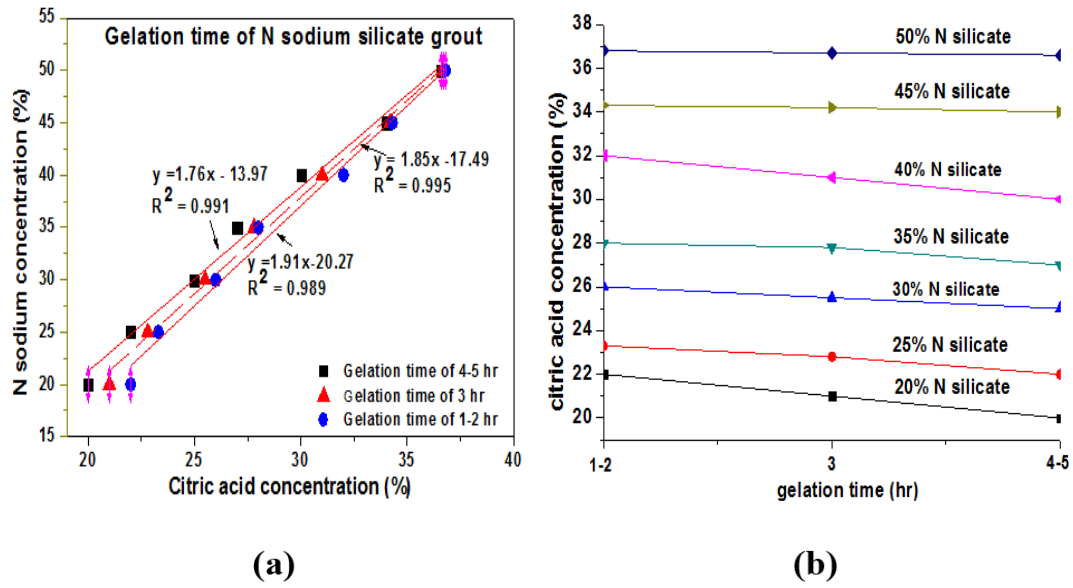 Gelation time of N sodium silicate grout
N sodium concentration (%)
55
50
45
40
35
30
25
20
15
y=1.76x - 13.97
R2 = 0.991
y = 1.85x -17.49
R2 = 0.995
y =1.91x-20.27
R2 = 0.989
Gelation time of 4-5 hr
Gelation time of 3 hr
Gelation time of 1-2 hr
20 25 30 35 40
Citric acid concentration (%)
(a)
citric acid concentration (%)
38
36
34
32
30
28
26
24
22
20
50% N silicate
45% N silicate
40% N silicate
35% N silicate
30% N silicate
25% N silicate
20% N silicate
1-2 3 4-5
gelation time (hr)
(b)